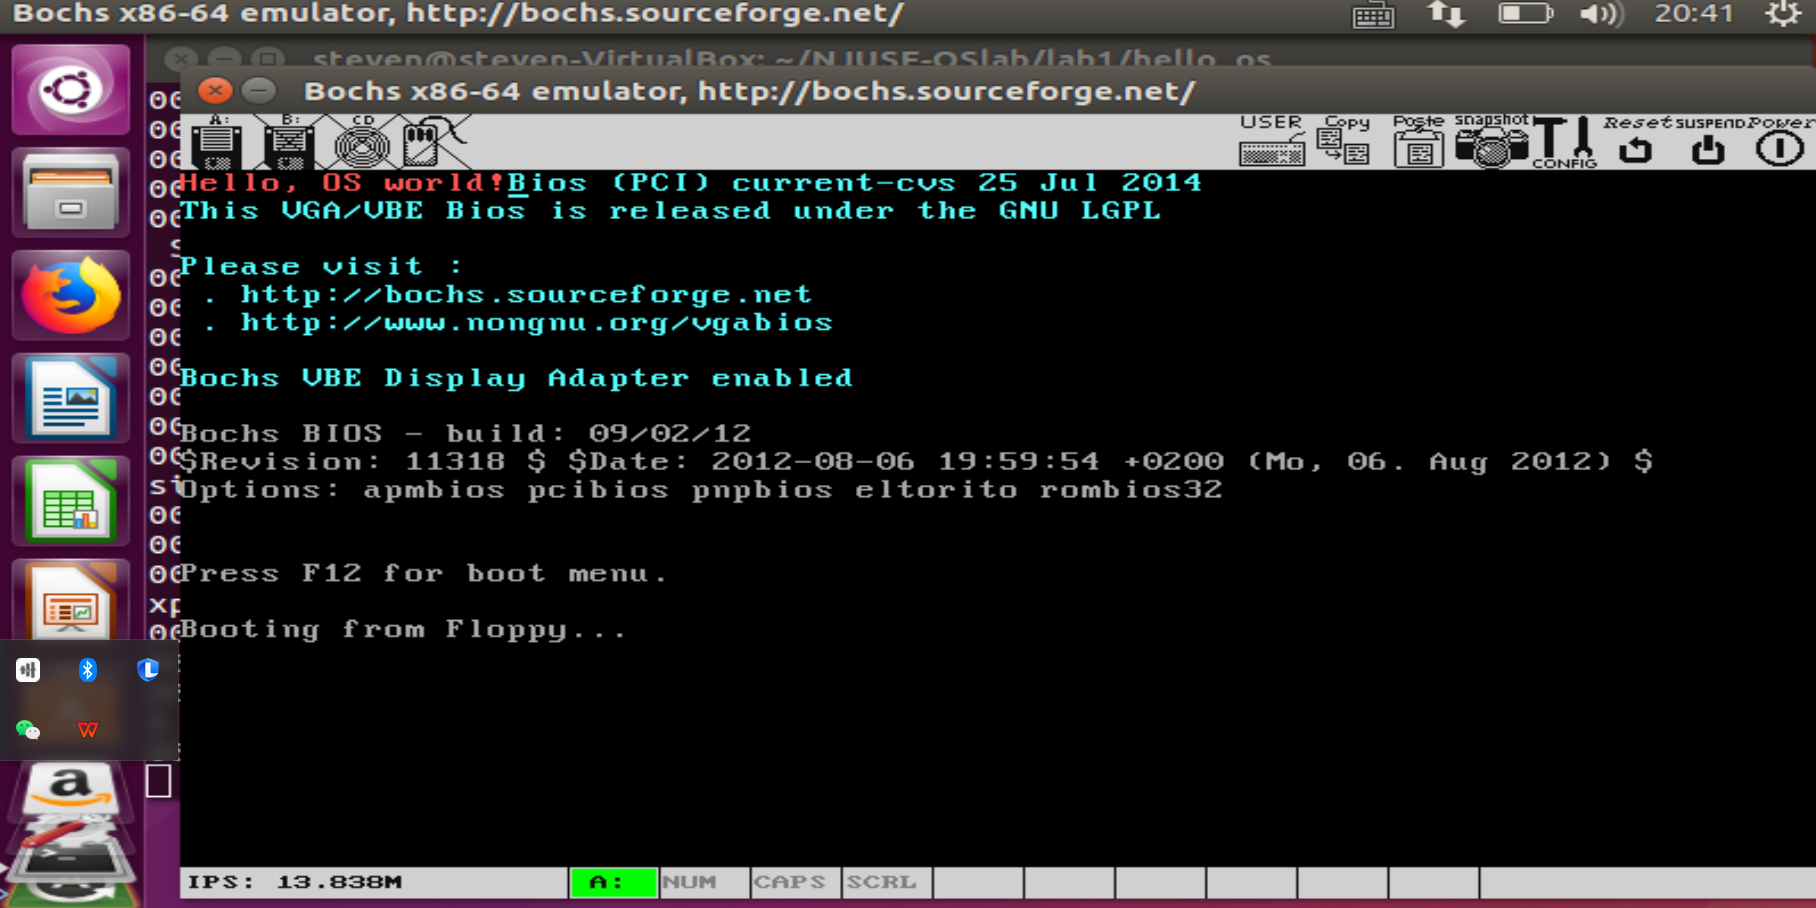 Bochs x86-64 emulator, http://bochs.sourceforge.net/
20:41
steven@steven-VirtualBox: ~/NJUSE-OSlab/lab1/hello_os
Bochs x86-64 emulator, http://bochs.sourceforge.net/
A: B: CD
USER Copy Paste snapshot CONFIG Reset SUSPEND Power
Hello, OS world!Bios (PCI) current-cvs 25 Jul 2014
This VGA/VBE Bios is released under the GNU LGPL
Please visit :
. http://bochs.sourceforge.net
. http://www.nongnu.org/vgabios
Bochs VBE Display Adapter enabled
Bochs BIOS - build: 09/02/12
$Revision: 11318 $ $Date: 2012-08-06 19:59:54 +0200 (Mo, 06. Aug 2012) $
Options: apmbios pcibios pnpbios eltorito rombios32
Press F12 for boot menu.
Booting from Floppy...
IPS: 13.838M
A:
NUM
CAPS
SCRL